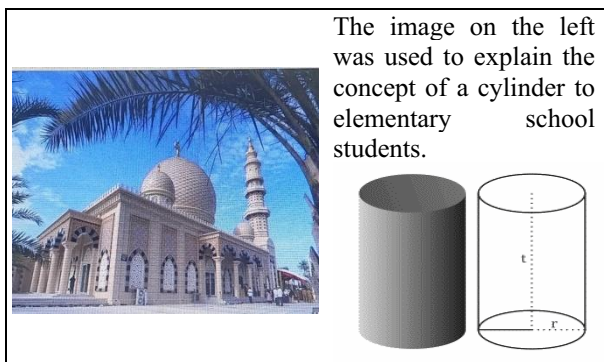 The image on the left
was used to explain the
concept of a cylinder to
elementary school
students.
t
r